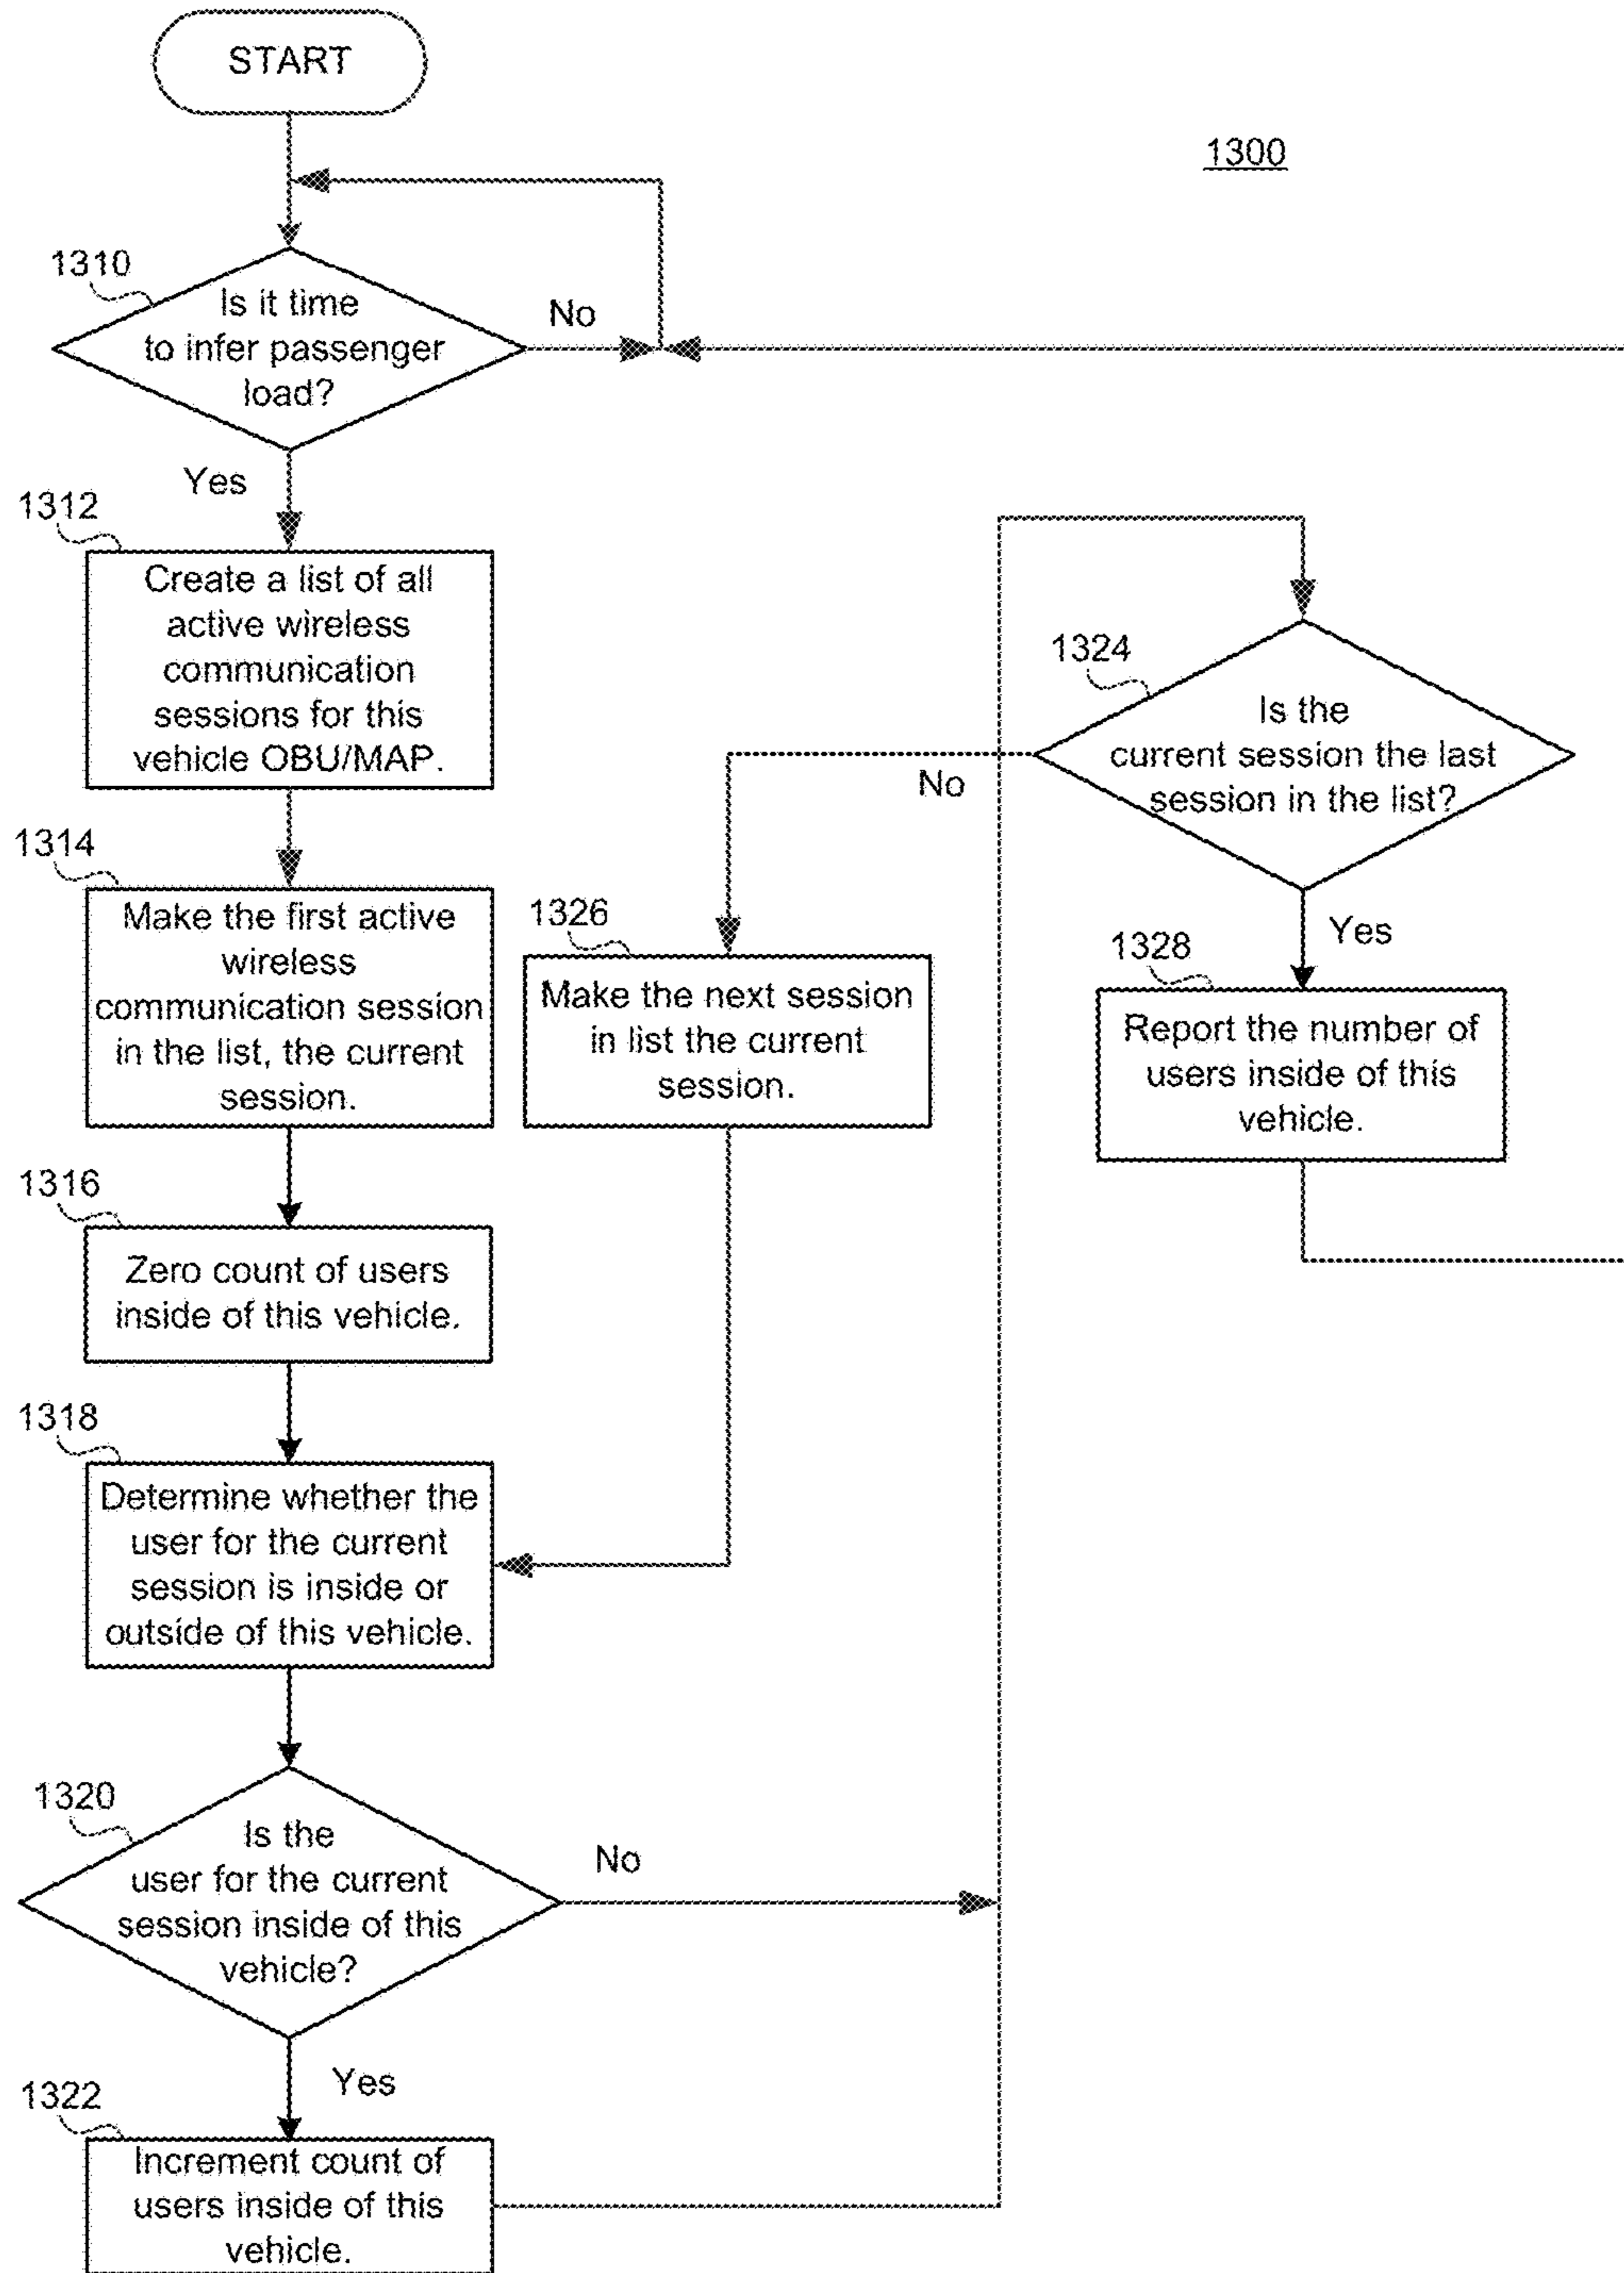 START
1300
1310
Is it time
to infer passenger
load?
No
Yes
1312
Create a list of all
active wireless
communication
sessions for this
vehicle OBU/MAP.
1314
Make the first active
wireless
communication session
in the list, the current
session.
1316
Zero count of users
inside of this vehicle.
1318
Determine whether the
user for the current
session is inside or
outside of this vehicle.
1320
Is the
user for the current
session inside of this
vehicle?
No
Yes
1322
Increment count of
users inside of this
vehicle.
1324
Is the
current session the last
session in the list?
No
Yes
1326
Make the next session
in list the current
session.
1328
Report the number of
users inside of this
vehicle.